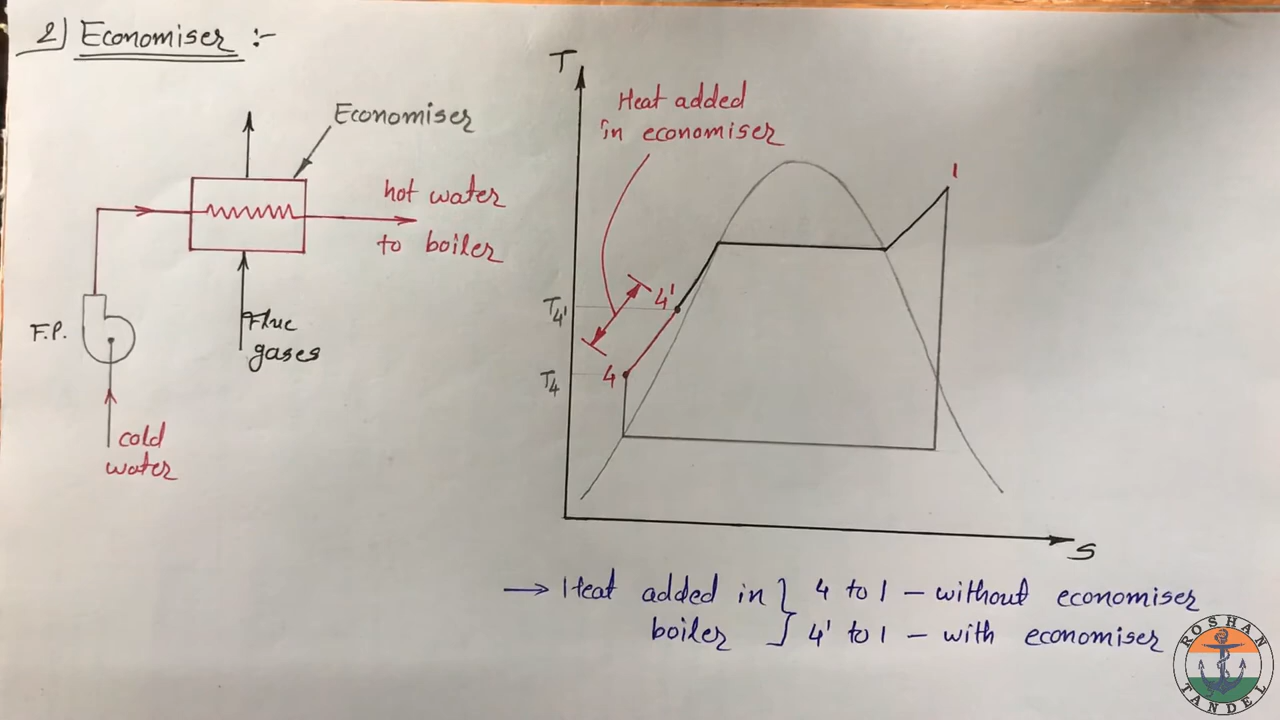 2) Economiser :-
Economiser
hot water
to boiler
F.P.
Flue
gases
cold
water
T
Heat added
in economiser
1
T4'
4'
T4
4
S
→ Heat added in } 4 to 1 – without economiser
boiler } 4' to 1 – with economiser
ROSHAN
TANDEL